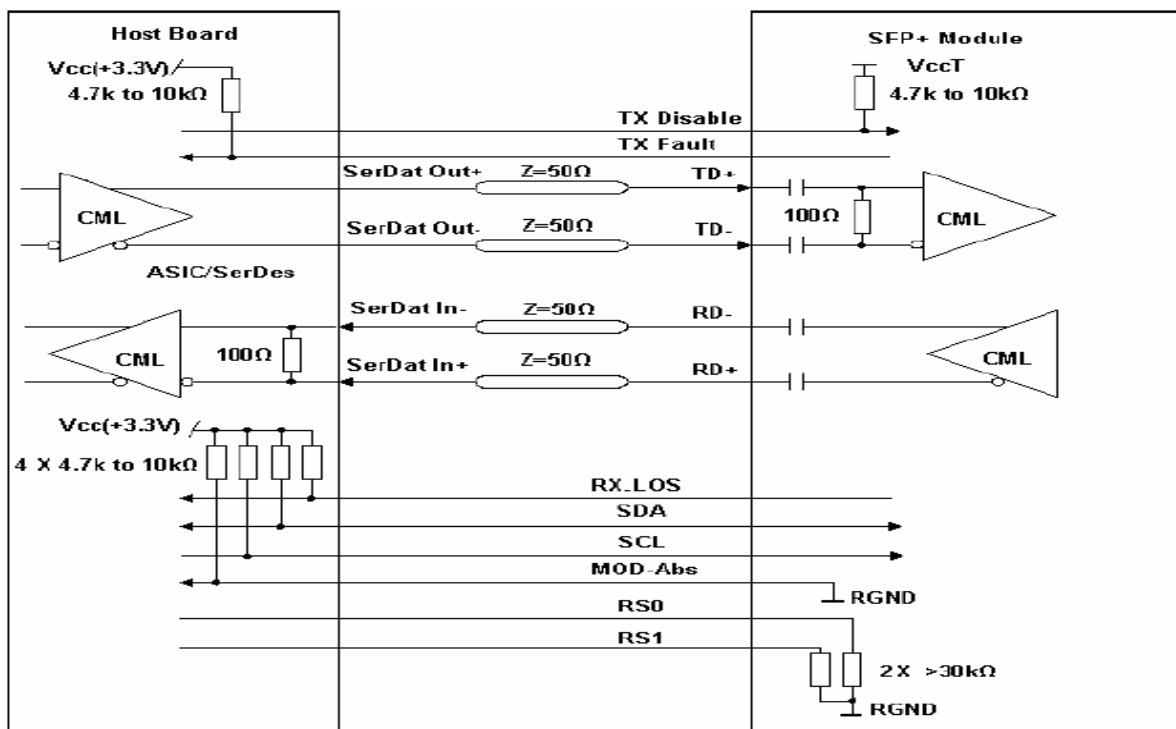 Host Board
SFP+ Module
Vcc(+3.3V)
VccT
4.7k to 10kΩ
4.7k to 10kΩ
TX Disable
TX Fault
SerDat Out+
Z=50Ω
TD+
CML
100Ω
CML
SerDat Out-
Z=50Ω
TD-
ASIC/SerDes
SerDat In-
Z=50Ω
RD-
100Ω
CML
SerDat In+
Z=50Ω
RD+
CML
Vcc(+3.3V)
4 X 4.7k to 10kΩ
RX_LOS
SDA
SCL
MOD-Abs
RGND
RS0
RS1
2X >30kΩ
RGND